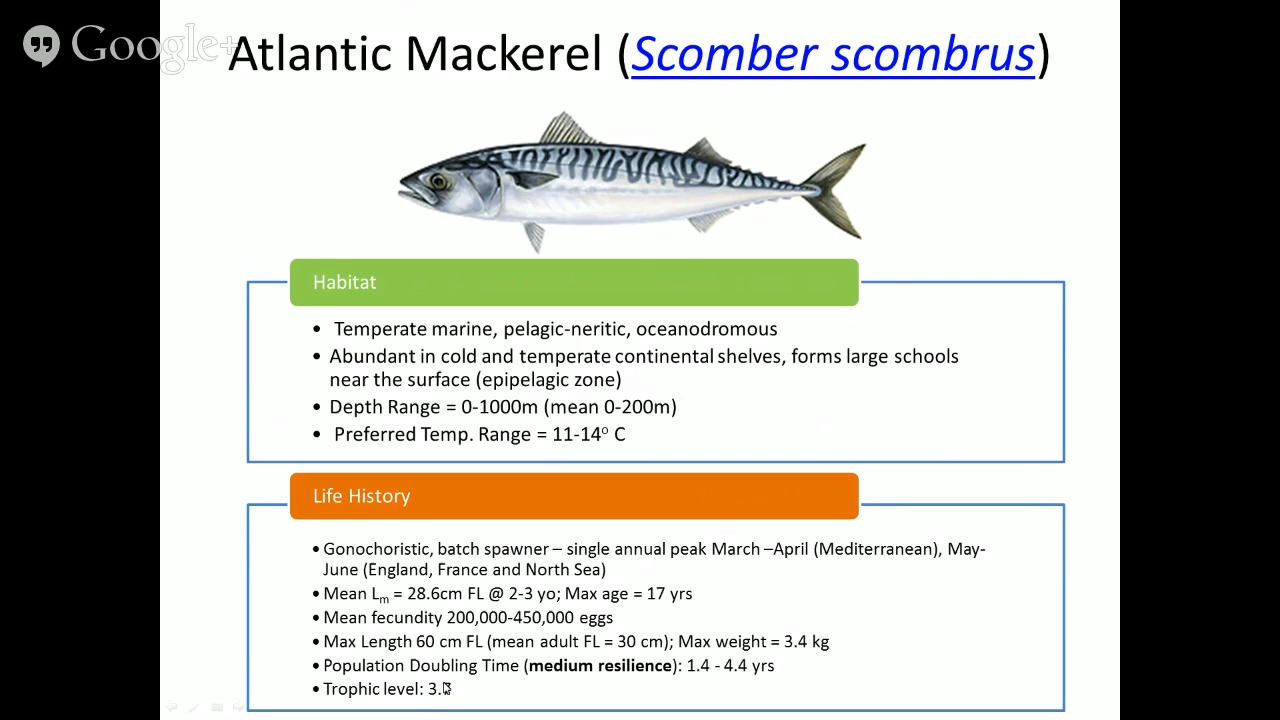 Google+
Atlantic Mackerel (Scomber scombrus)
Habitat
• Temperate marine, pelagic-neritic, oceanodromous
• Abundant in cold and temperate continental shelves, forms large schools
near the surface (epipelagic zone)
• Depth Range = 0-1000m (mean 0-200m)
• Preferred Temp. Range = 11-14° C
Life History
• Gonochoristic, batch spawner – single annual peak March –April (Mediterranean), May-
June (England, France and North Sea)
• Mean Lm = 28.6cm FL @ 2-3 yo; Max age = 17 yrs
• Mean fecundity 200,000-450,000 eggs
• Max Length 60 cm FL (mean adult FL = 30 cm); Max weight = 3.4 kg
• Population Doubling Time (medium resilience): 1.4 - 4.4 yrs
• Trophic level: